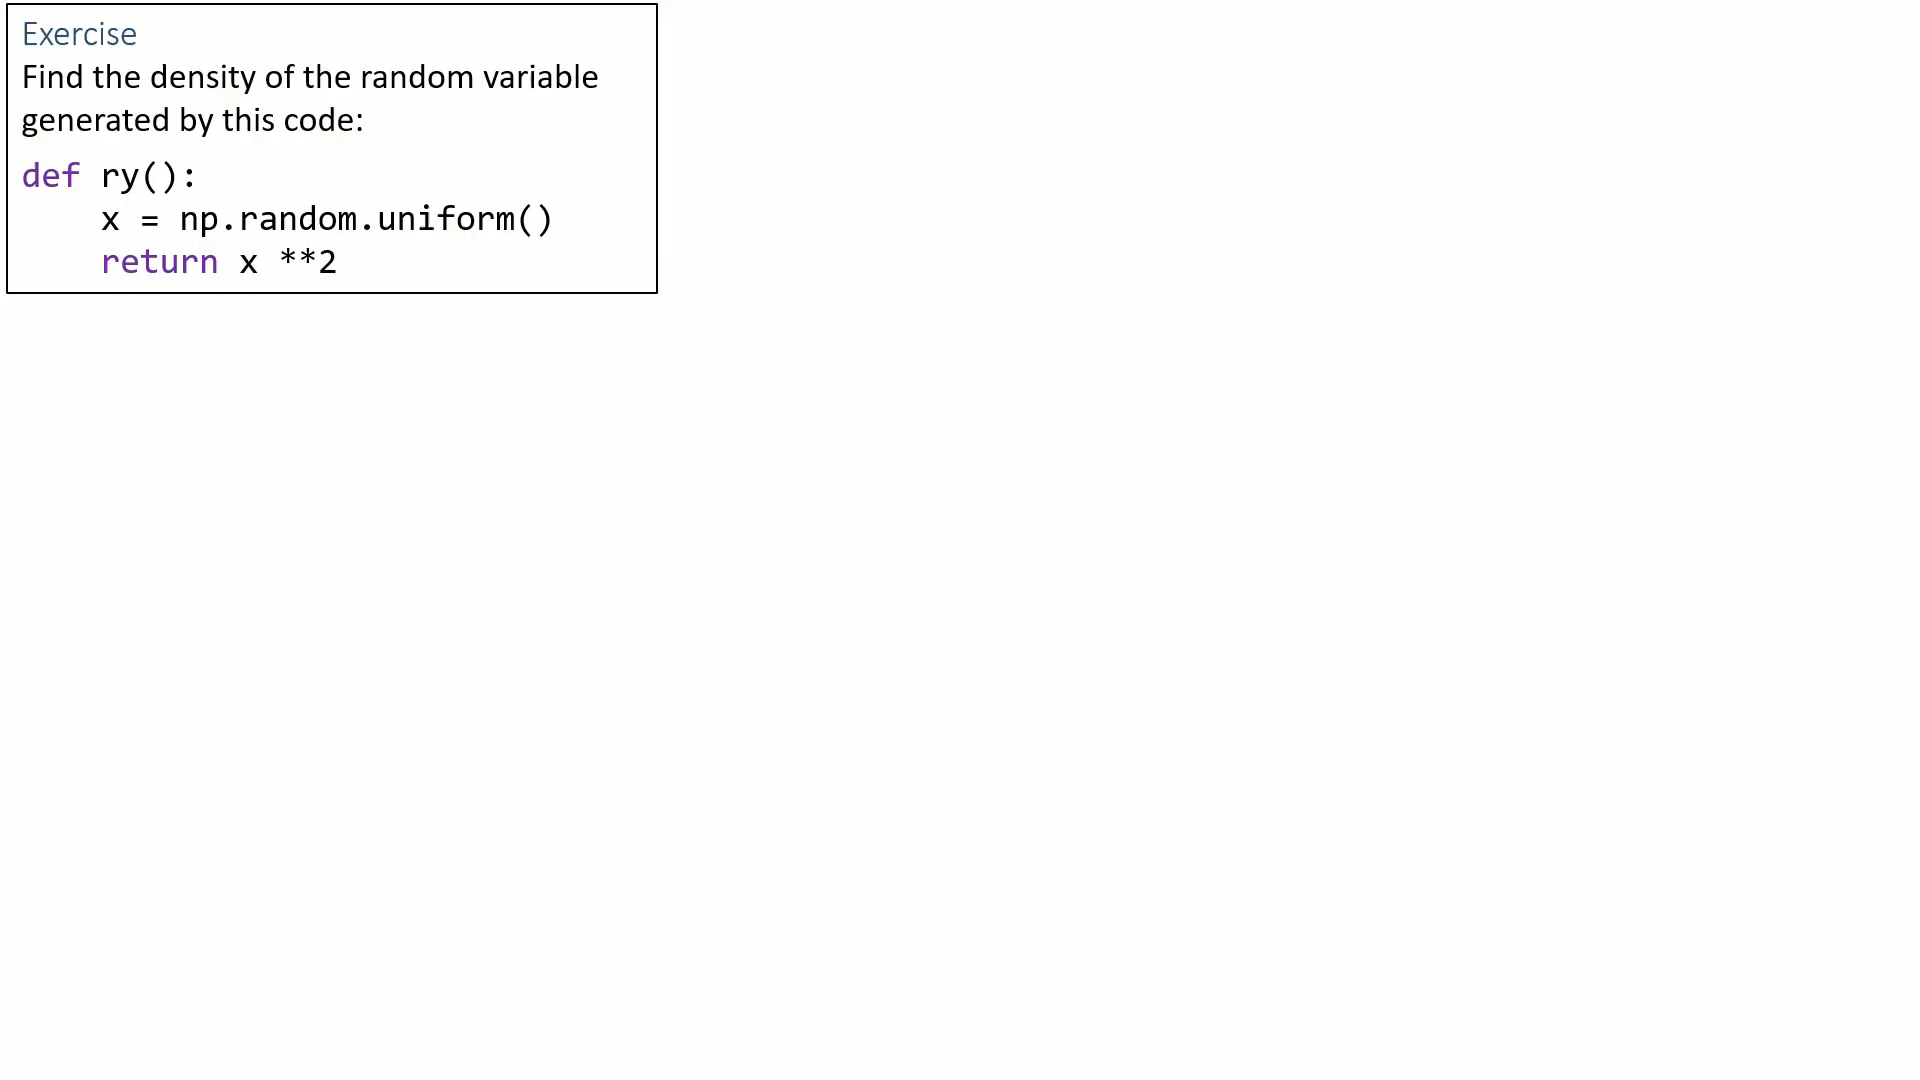 Exercise
Find the density of the random variable
generated by this code:
def ry():
    x = np.random.uniform()
    return x **2